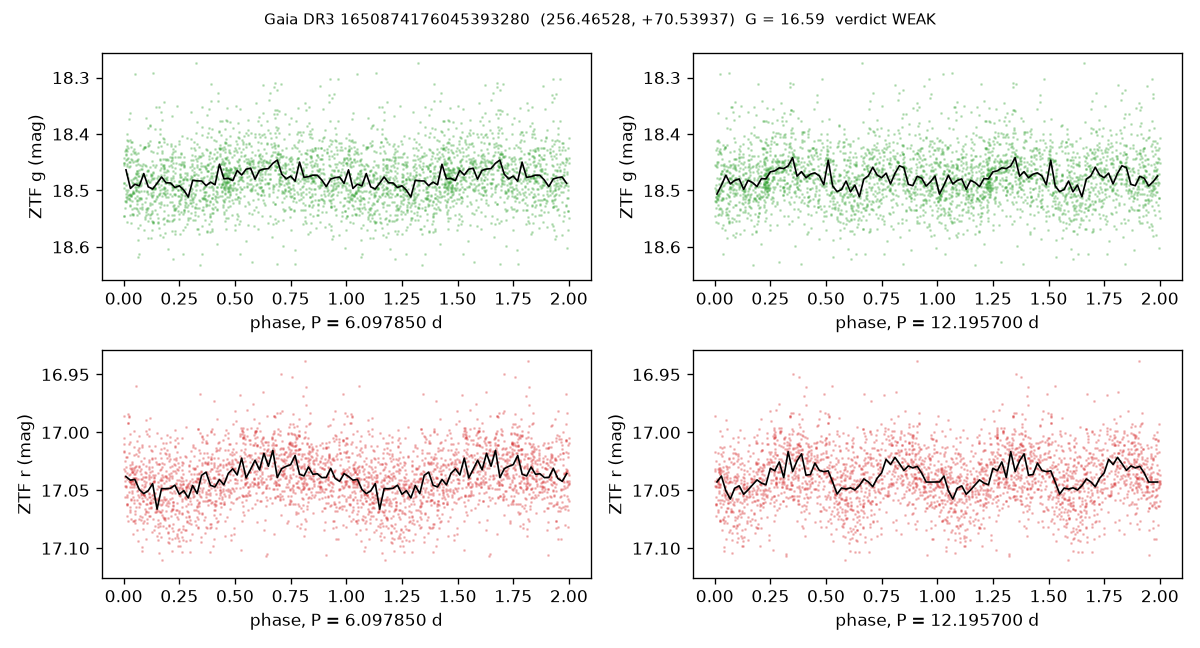 Gaia DR3 1650874176045393280 (256.46528, +70.53937) G = 16.59 verdict WEAK
ZTF g (mag)
18.3
18.4
18.5
18.6
0.00 0.25 0.50 0.75 1.00 1.25 1.50 1.75 2.00
phase, P = 6.097850 d
ZTF g (mag)
18.3
18.4
18.5
18.6
0.00 0.25 0.50 0.75 1.00 1.25 1.50 1.75 2.00
phase, P = 12.195700 d
ZTF r (mag)
16.95
17.00
17.05
17.10
0.00 0.25 0.50 0.75 1.00 1.25 1.50 1.75 2.00
phase, P = 6.097850 d
ZTF r (mag)
16.95
17.00
17.05
17.10
0.00 0.25 0.50 0.75 1.00 1.25 1.50 1.75 2.00
phase, P = 12.195700 d